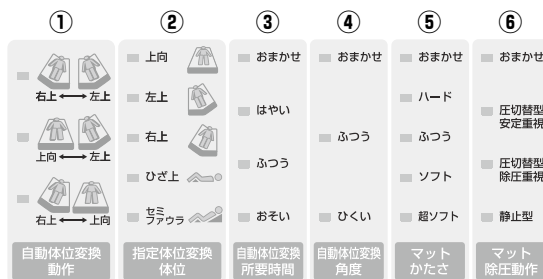 ① ② ③ ④ ⑤ ⑥
右上 ⟷ 左上
上向 ⟷ 左上
右上 ⟷ 上向
自動体位変換
動作
上向
左上
右上
ひざ上
セミ
ファウラ
指定体位変換
体位
おまかせ
はやい
ふつう
おそい
自動体位変換
所要時間
おまかせ
ふつう
ひくい
自動体位変換
角度
おまかせ
ハード
ふつう
ソフト
超ソフト
マット
かたさ
おまかせ
圧切替型
安定重視
圧切替型
除圧重視
静止型
マット
除圧動作